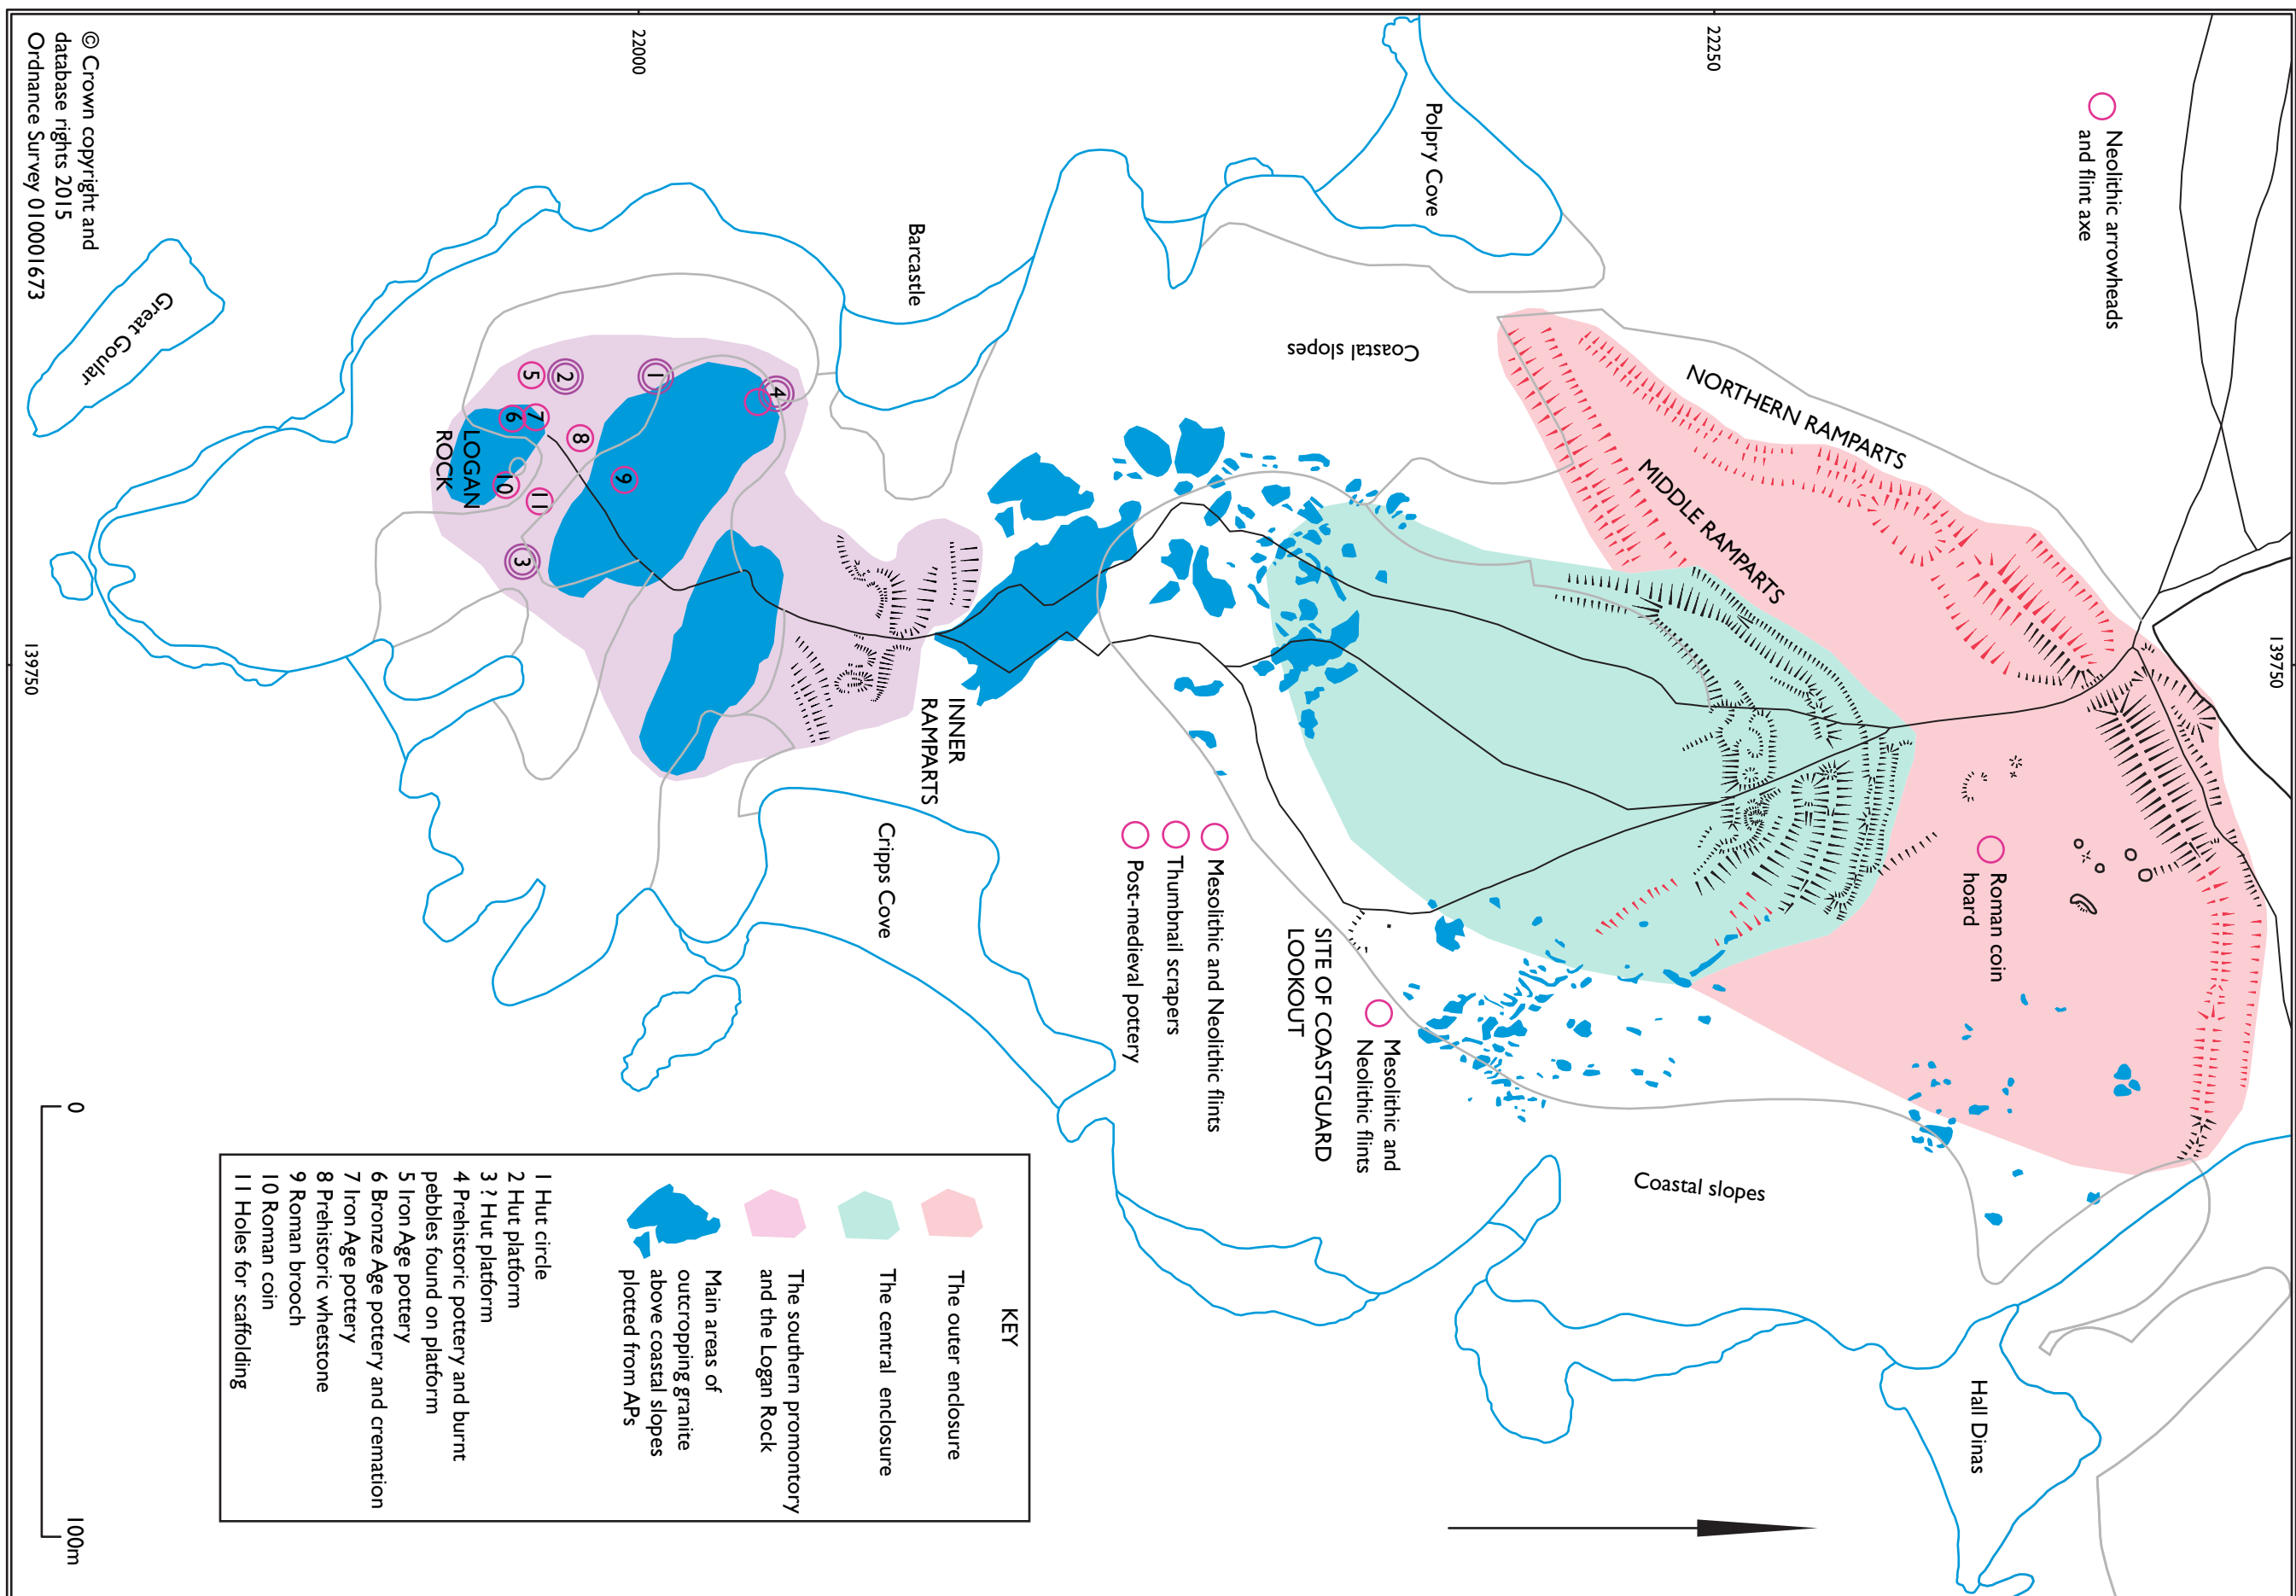 Neolithic arrowheads
and flint axe
139750
22250
Polpry Cove
Coastal slopes
NORTHERN RAMPARTS
MIDDLE RAMPARTS
Roman coin
hoard
Coastal slopes
Hall Dinas
Mesolithic and
Neolithic flints
SITE OF COASTGUARD
LOOKOUT
Mesolithic and Neolithic flints
Thumbnail scrapers
Post-medieval pottery
Barcastle
INNER
RAMPARTS
Cripps Cove
22000
4
1
2
5
7
6
8
9
LOGAN
ROCK
10
11
3
Great Goular
139750
KEY
The outer enclosure
The central enclosure
The southern promontory
and the Logan Rock
Main areas of
outcropping granite
above coastal slopes
plotted from APs
1 Hut circle
2 Hut platform
3 ? Hut platform
4 Prehistoric pottery and burnt
pebbles found on platform
5 Iron Age pottery
6 Bronze Age pottery and cremation
7 Iron Age pottery
8 Prehistoric whetstone
9 Roman brooch
10 Roman coin
11 Holes for scaffolding
© Crown copyright and
database rights 2015
Ordnance Survey 0100001673
0
100m